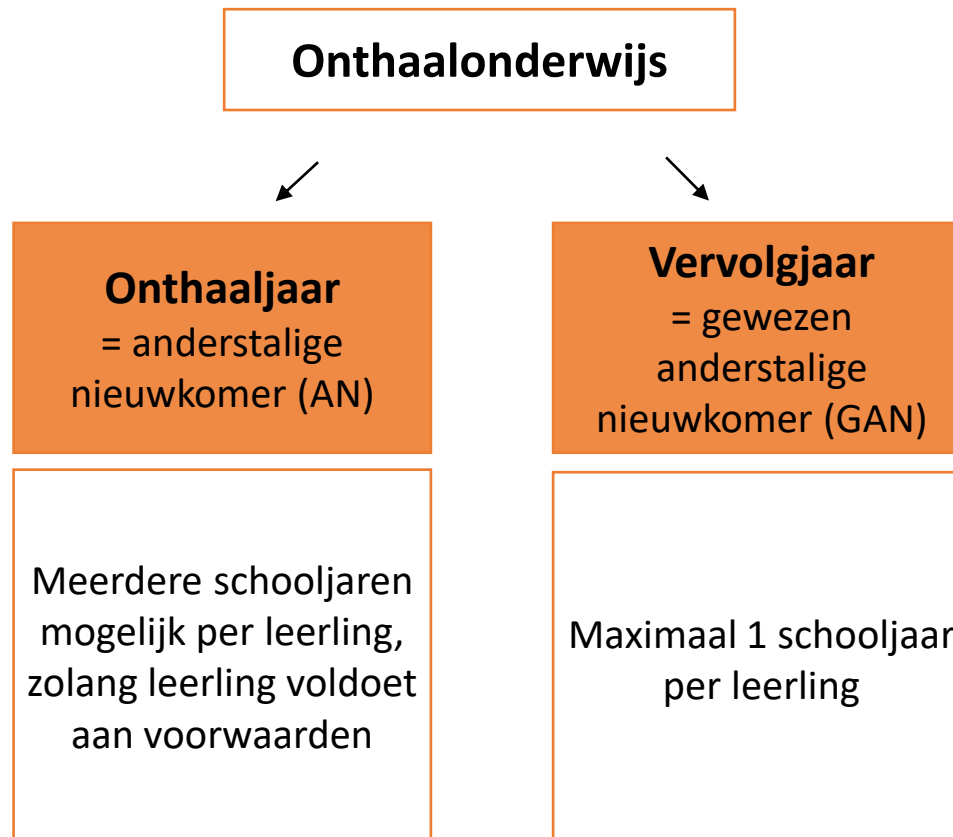 Onthaalonderwijs
Onthaaljaar
= anderstalige
nieuwkomer (AN)
Vervolgjaar
= gewezen
anderstalige
nieuwkomer (GAN)
Meerdere schooljaren
mogelijk per leerling,
zolang leerling voldoet
aan voorwaarden
Maximaal 1 schooljaar
per leerling